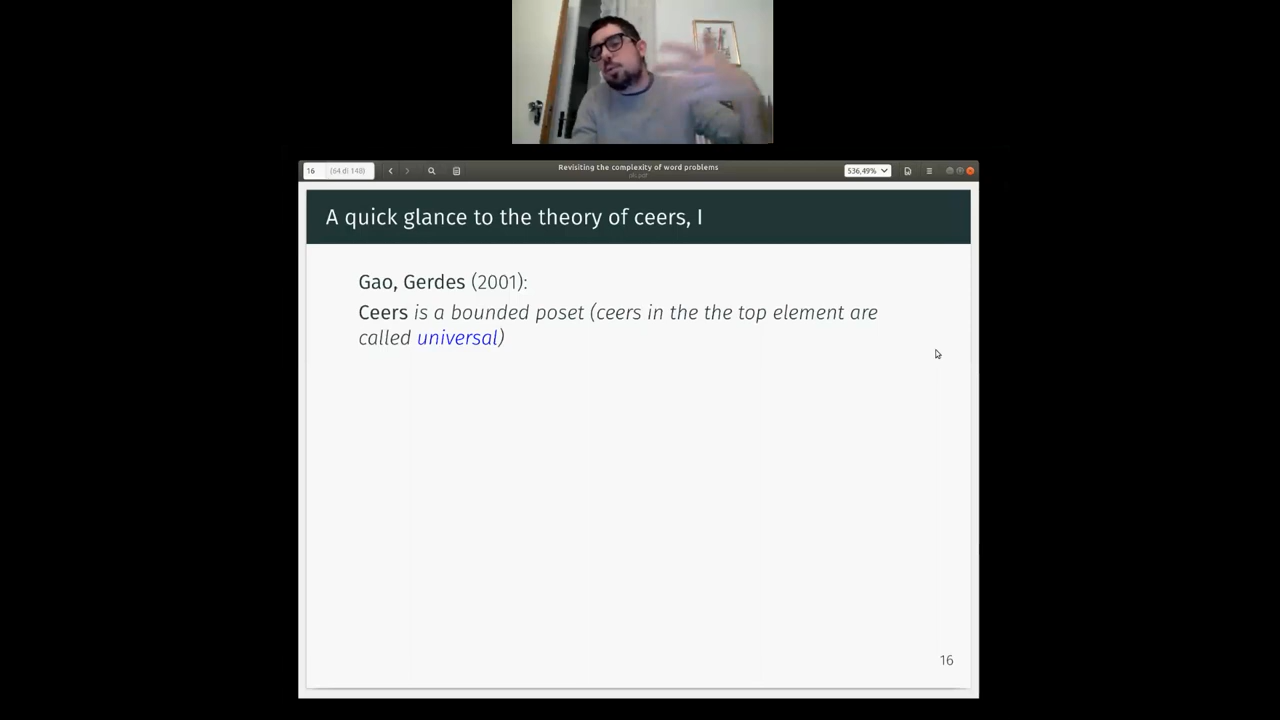 16 (64 di 148) Revisiting the complexity of word problems 536,49%
A quick glance to the theory of ceers, I
Gao, Gerdes (2001):
Ceers is a bounded poset (ceers in the the top element are
called universal)
16